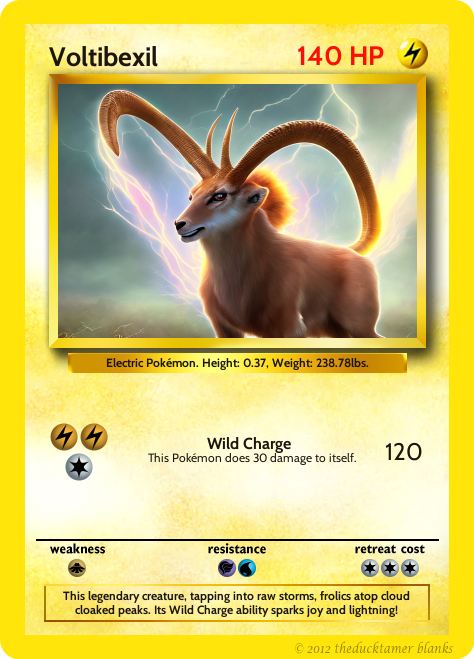 Voltibexil 140 HP
Electric Pokémon. Height: 0.37, Weight: 238.78lbs.
Wild Charge
This Pokémon does 30 damage to itself. 120
weakness resistance retreat cost
This legendary creature, tapping into raw storms, frolics atop cloud
cloaked peaks. Its Wild Charge ability sparks joy and lightning!
© 2012 theducktamer blanks